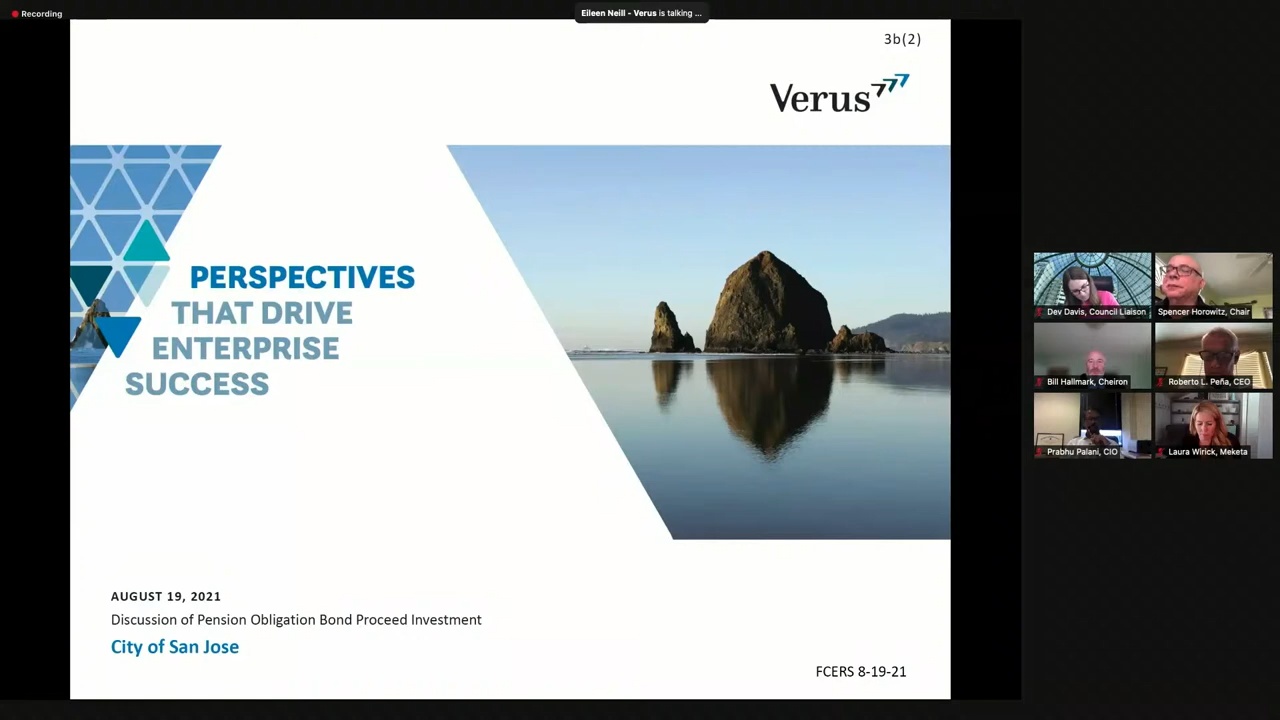 Recording
Eileen Neill - Verus is talking ...
3b(2)
Verus
PERSPECTIVES
THAT DRIVE
ENTERPRISE
SUCCESS
AUGUST 19, 2021
Discussion of Pension Obligation Bond Proceed Investment
City of San Jose
FCERS 8-19-21
Dev Davis, Council Liaison
Spencer Horowitz, Chair
Bill Hallmark, Cheiron
Roberto L. Peña, CEO
Prabhu Palani, CIO
Laura Wirick, Meketa